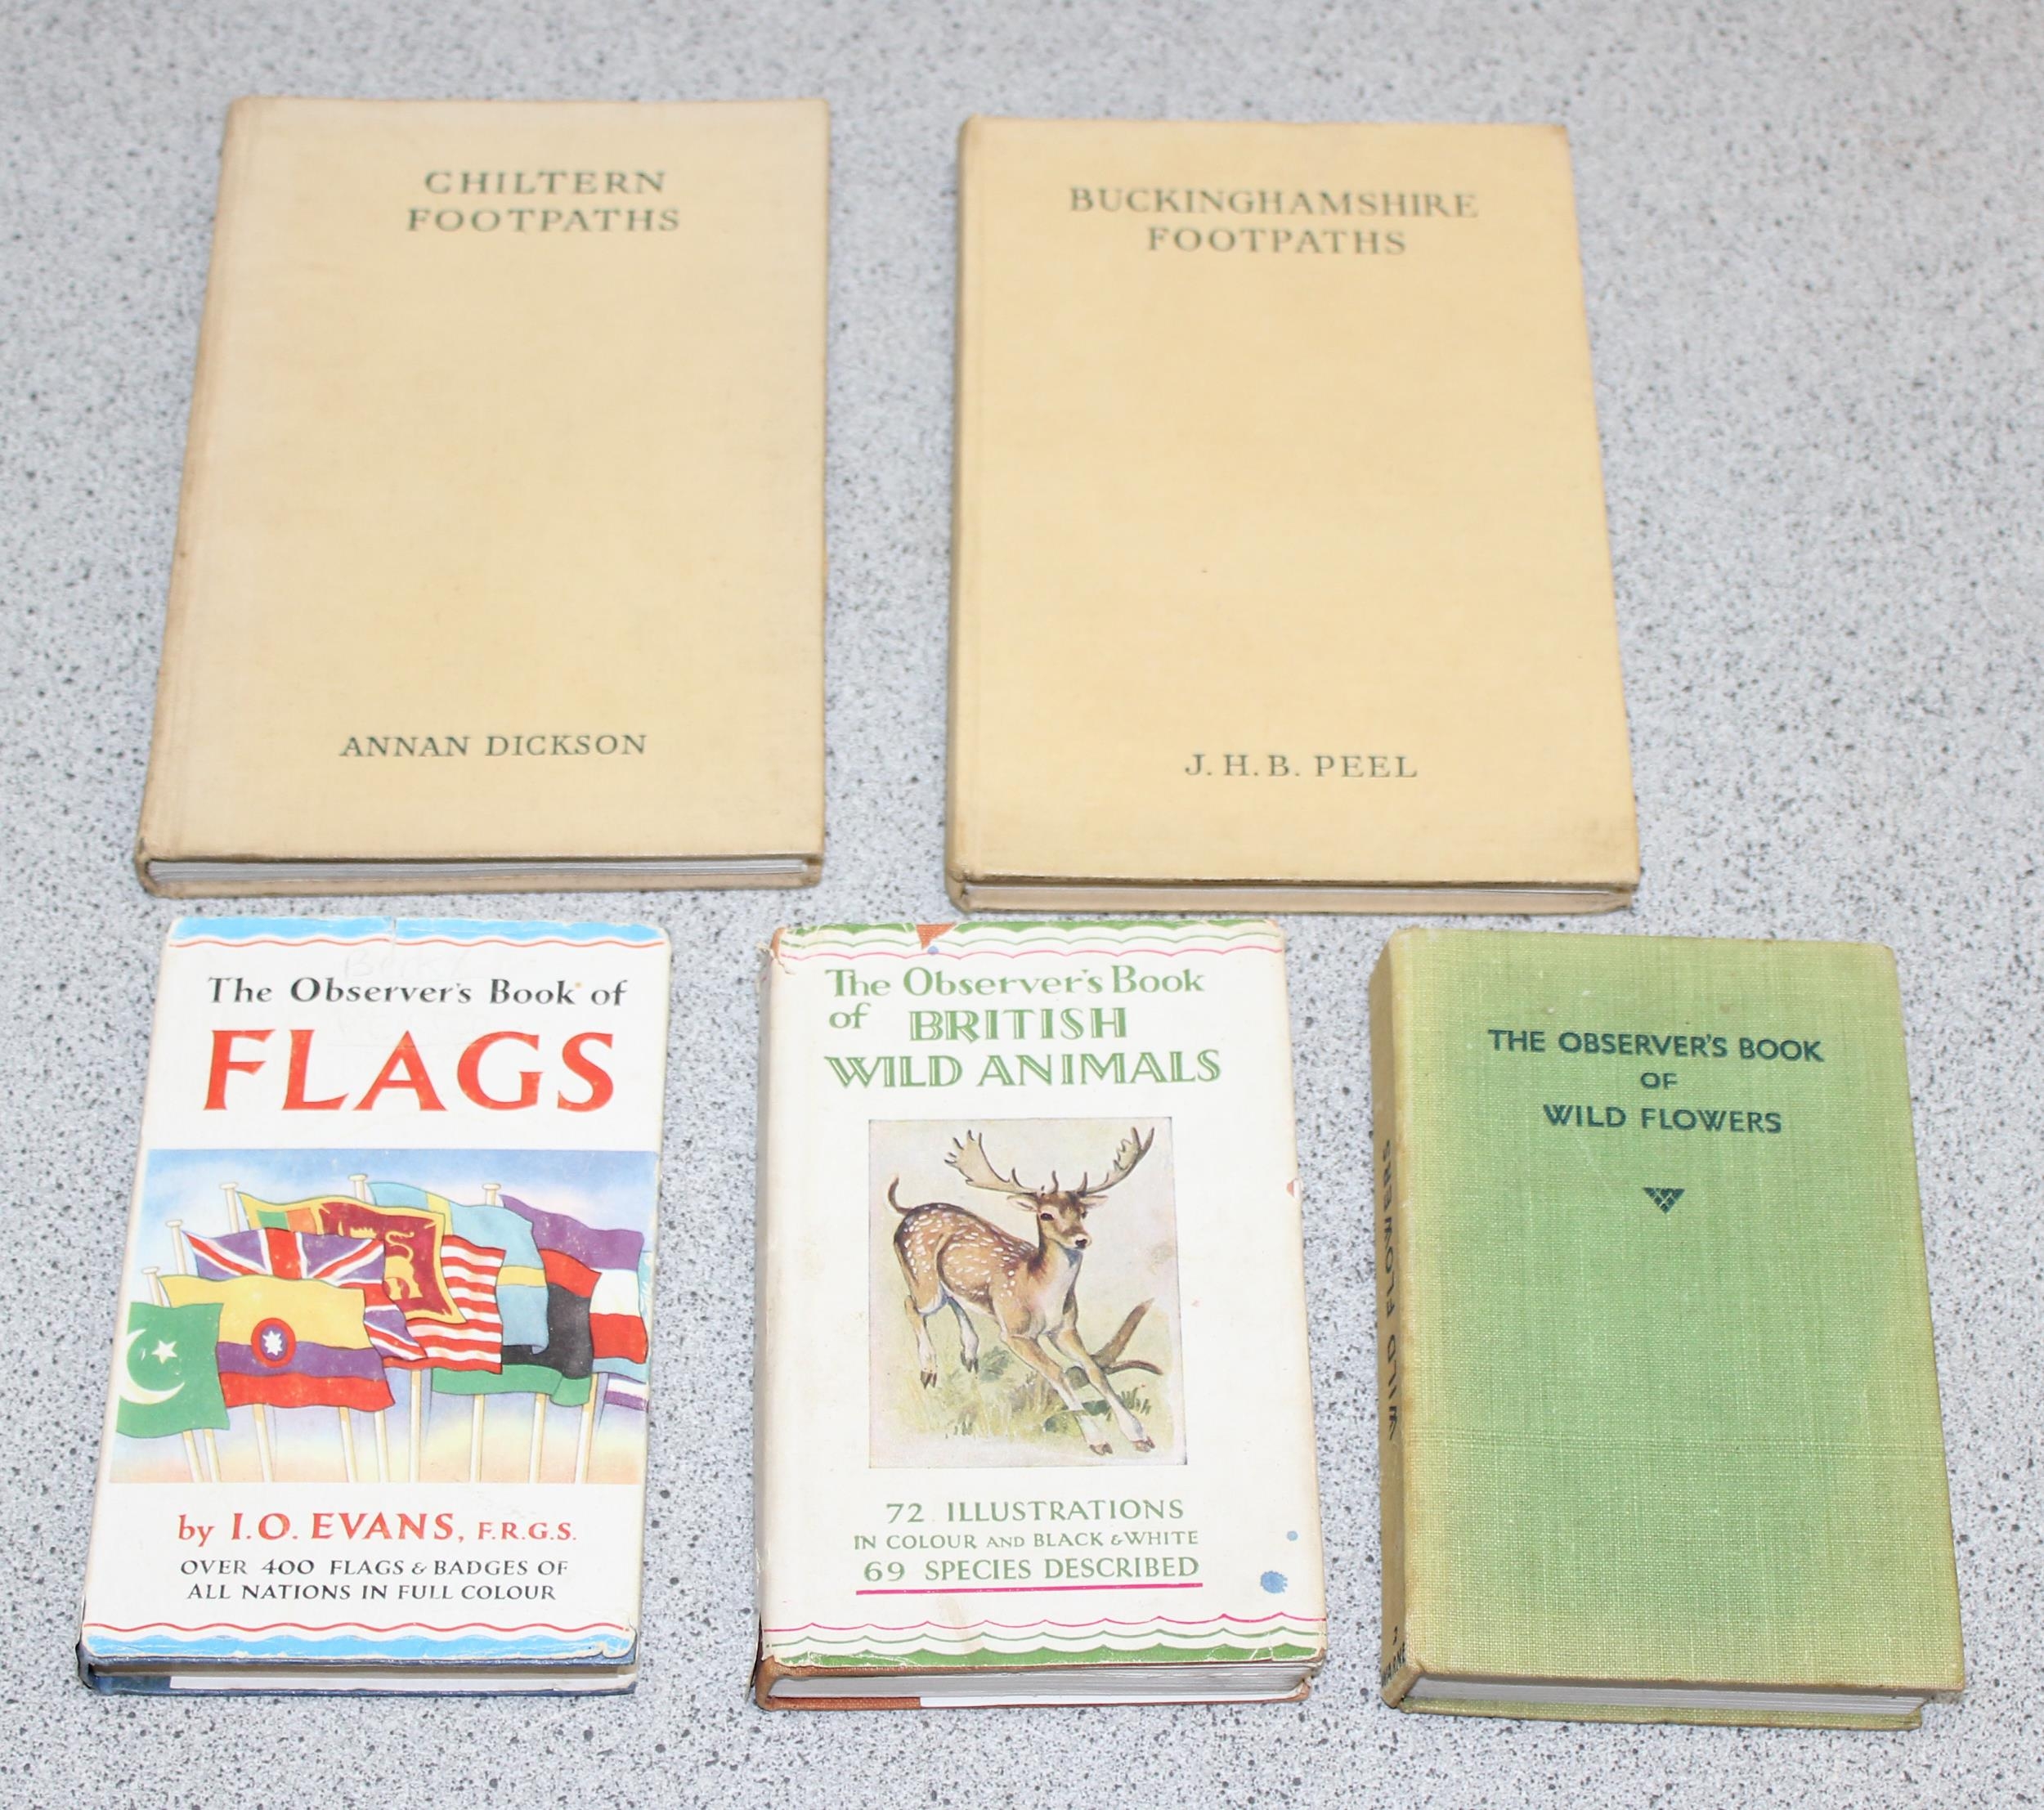 CHILTERN
FOOTPATHS
ANNAN DICKSON
BUCKINGHAMSHIRE
FOOTPATHS
J. H. B. PEEL
The Observer's Book of
FLAGS
by I.O. EVANS, F.R.G.S.
OVER 400 FLAGS & BADGES OF
ALL NATIONS IN FULL COLOUR
The Observer's Book
of BRITISH
WILD ANIMALS
72 ILLUSTRATIONS
IN COLOUR AND BLACK & WHITE
69 SPECIES DESCRIBED
THE OBSERVER'S BOOK
OF
WILD FLOWERS
WILD FLOWERS
2